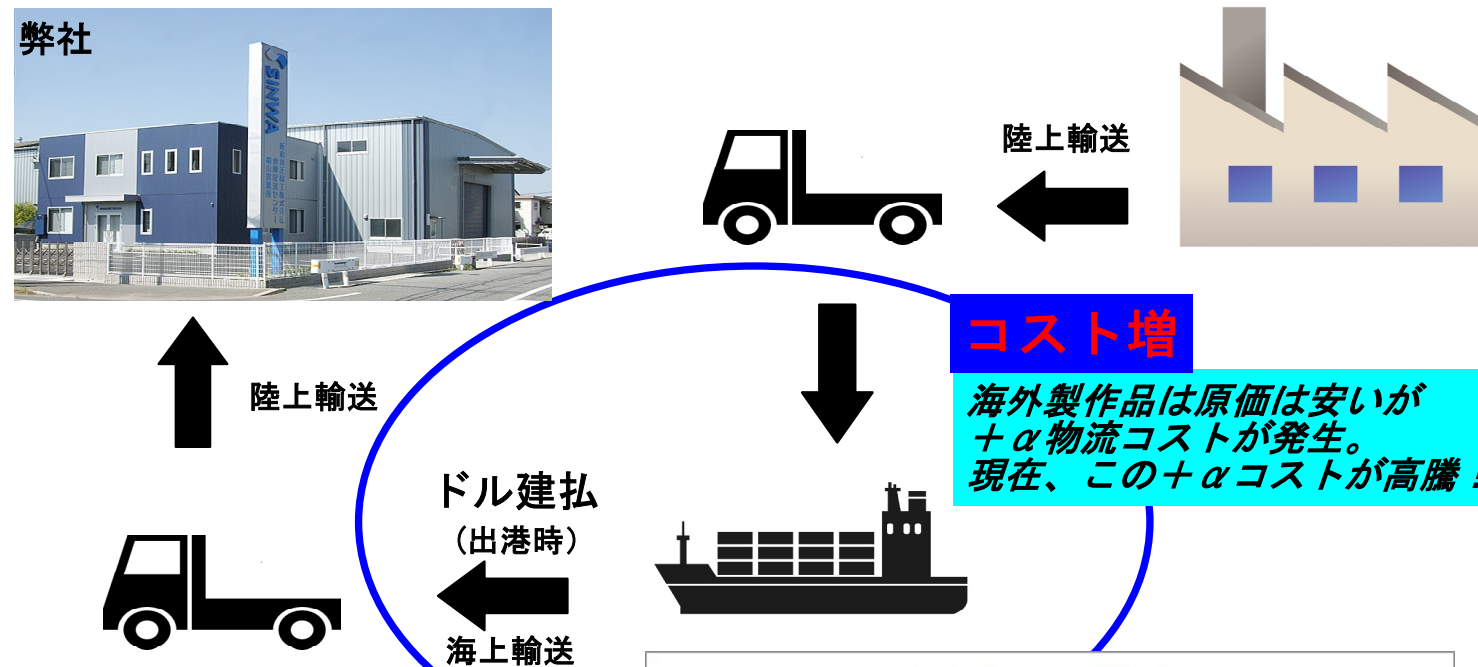 弊社
SINWA
陸上輸送
コスト増
海外製作品は原価は安いが
+α物流コストが発生。
現在、この+αコストが高騰!
陸上輸送
ドル建払
(出港時)
海上輸送